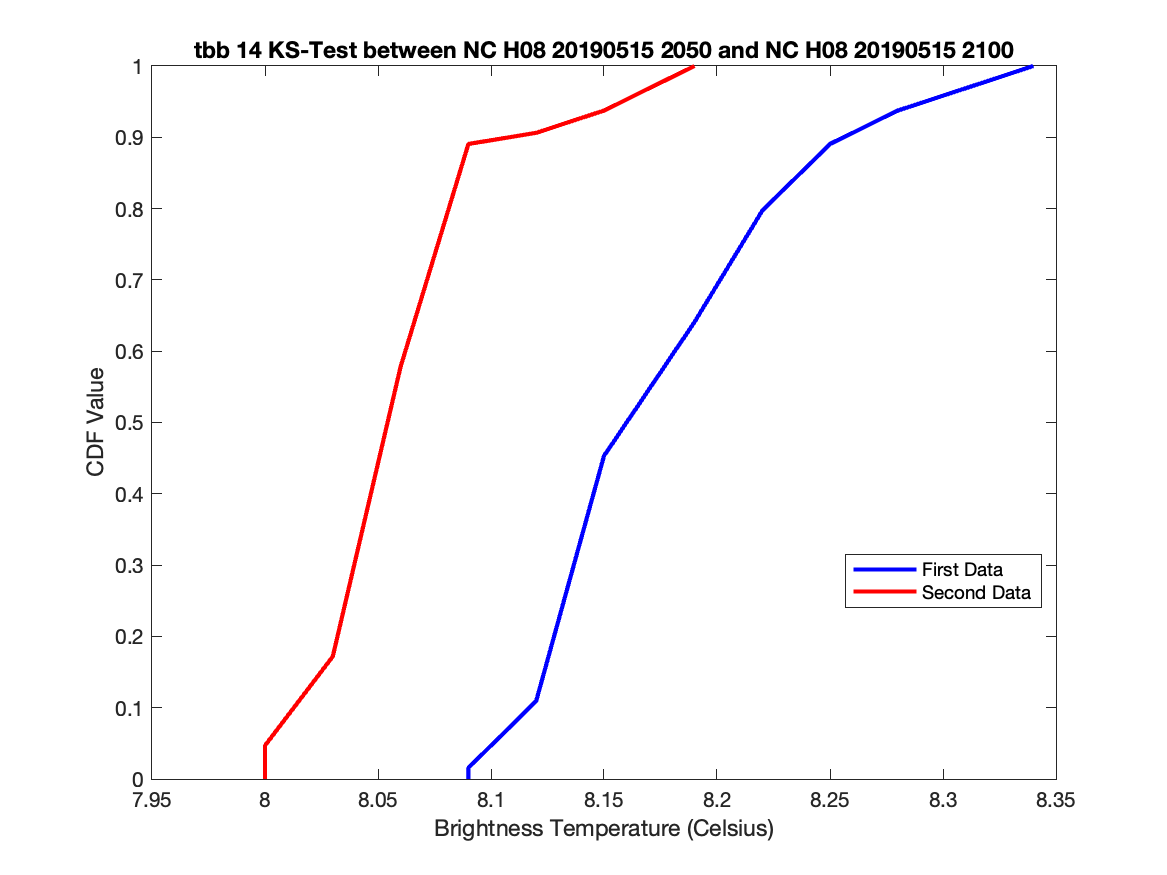 tbb 14 KS-Test between NC H08 20190515 2050 and NC H08 20190515 2100
1
0.9
0.8
0.7
0.6
0.5
0.4
0.3
0.2
0.1
0
CDF Value
First Data
Second Data
7.95 8 8.05 8.1 8.15 8.2 8.25 8.3 8.35
Brightness Temperature (Celsius)